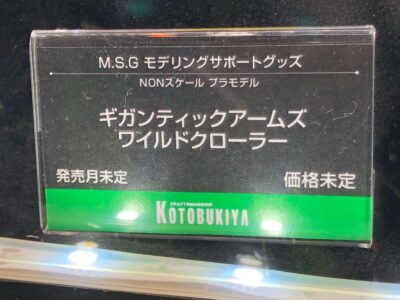 M.S.G モデリングサポートグッズ
NONスケール プラモデル
ギガンティックアームズ
ワイルドクローラー
発売月未定 価格未定
CRAFTSMANSHIP
KOTOBUKIYA